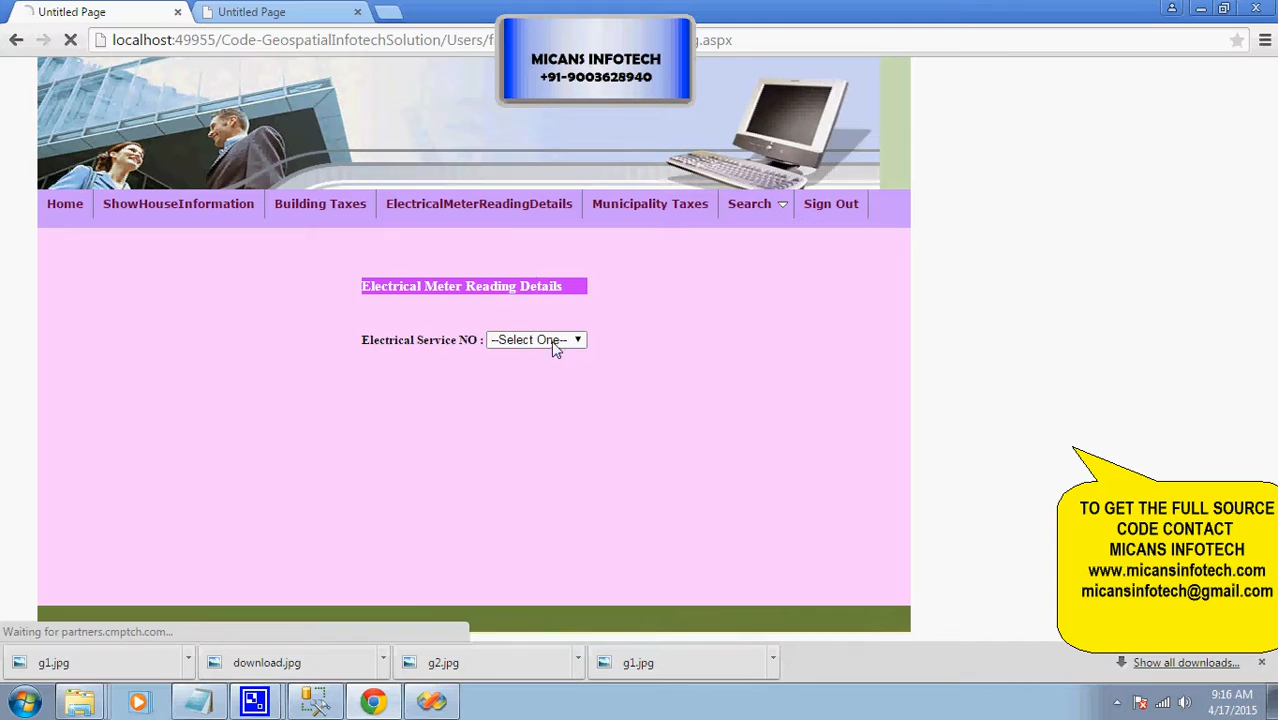 Untitled Page
Untitled Page
localhost:49955/Code-GeospatialInfotechSolution/Users/f
g.aspx
MICANS INFOTECH
+91-9003628940
Home
ShowHouseInformation
Building Taxes
ElectricalMeterReadingDetails
Municipality Taxes
Search
Sign Out
Electrical Meter Reading Details
Electrical Service NO :
--Select One--
TO GET THE FULL SOURCE
CODE CONTACT
MICANS INFOTECH
www.micansinfotech.com
micansinfotech@gmail.com
Waiting for partners.cmptch.com...
g1.jpg
download.jpg
g2.jpg
g1.jpg
Show all downloads...
9:16 AM
4/17/2015